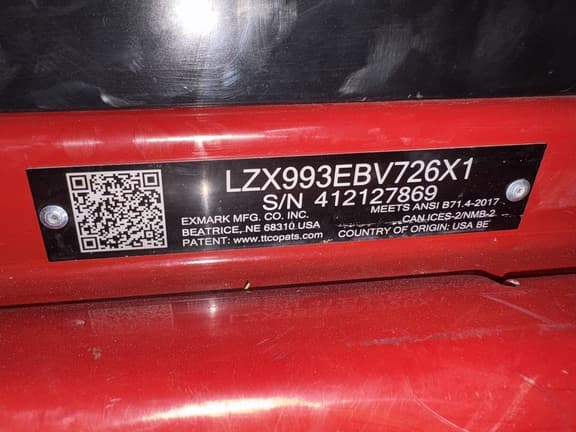 LZX993EBV726X1
S/N 412127869
MEETS ANSI B71.4-2017
EXMARK MFG. CO. INC.
CAN.ICES-2/NMB-2
BEATRICE, NE 68310 USA
COUNTRY OF ORIGIN: USA BE
PATENT: www.ttcopats.com